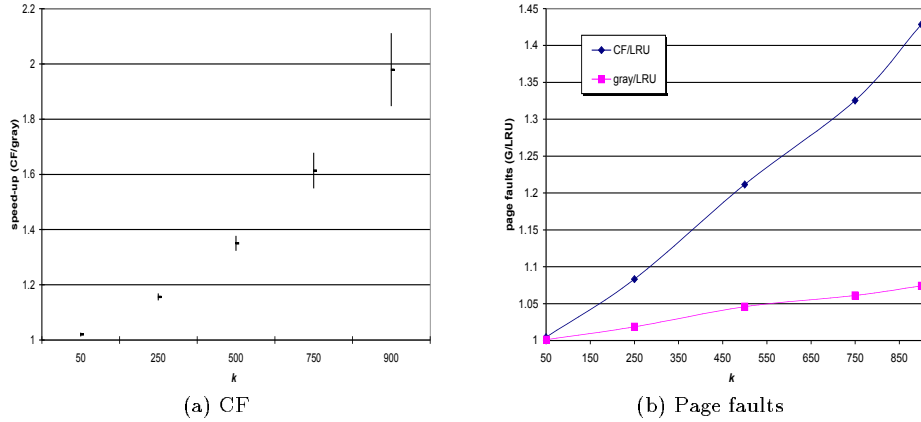 2.2
2
1.8
1.6
1.4
1.2
1
speed-up (CF/gray)
50 250 500 750 900
k
(a) CF
1.45
1.4
1.35
1.3
1.25
1.2
1.15
1.1
1.05
1
page faults (G/LRU)
CF/LRU
gray/LRU
50 150 250 350 450 550 650 750 850
k
(b) Page faults